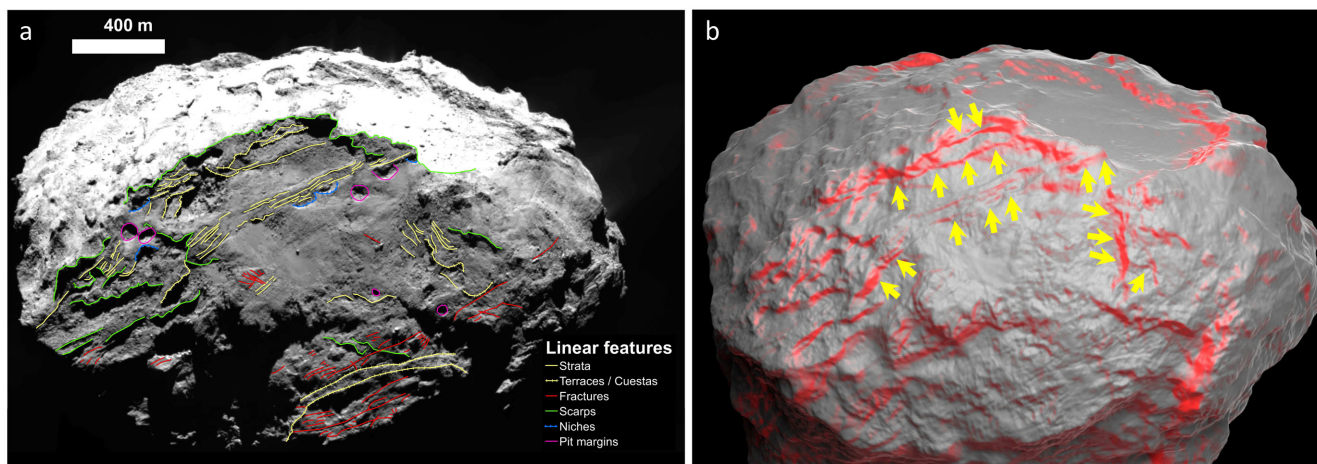 a
400 m
Linear features
Strata
Terraces / Cuestas
Fractures
Scarps
Niches
Pit margins
b